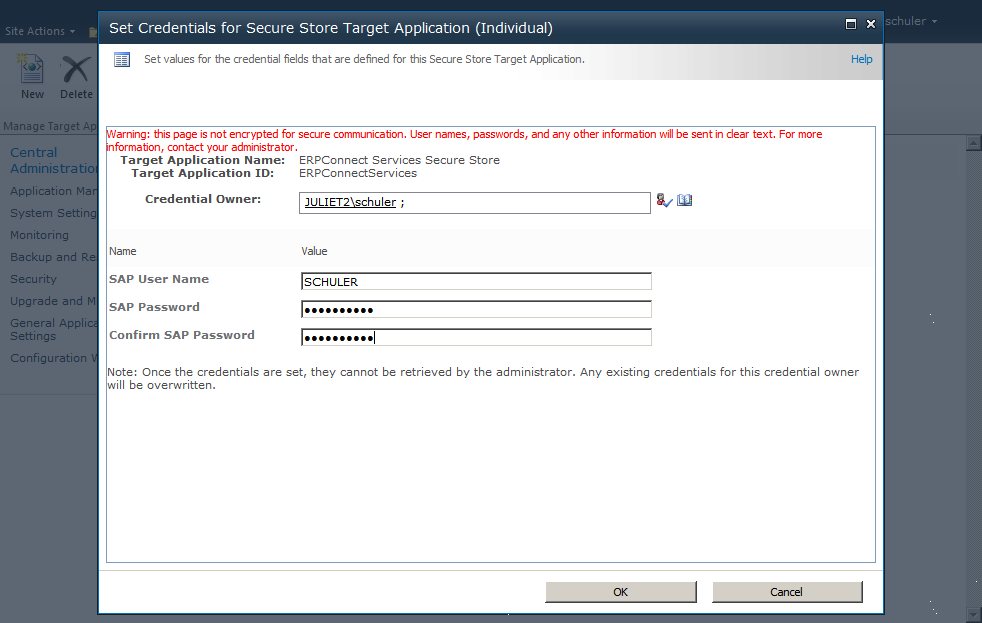 Set Credentials for Secure Store Target Application (Individual)
schuler
Site Actions
Set values for the credential fields that are defined for this Secure Store Target Application.
Help
New
Delete
Manage Target Ap
Warning: this page is not encrypted for secure communication. User names, passwords, and any other information will be sent in clear text. For more
information, contact your administrator.
Target Application Name: ERPConnect Services Secure Store
Target Application ID: ERPConnectServices
Credential Owner: JULIET2\schuler ;
Name Value
SAP User Name SCHULER
SAP Password ••••••••••
Confirm SAP Password ••••••••••
Note: Once the credentials are set, they cannot be retrieved by the administrator. Any existing credentials for this credential owner
will be overwritten.
OK Cancel
Central
Administration
Application Man
System Setting
Monitoring
Backup and Re
Security
Upgrade and M
General Applica
Settings
Configuration W